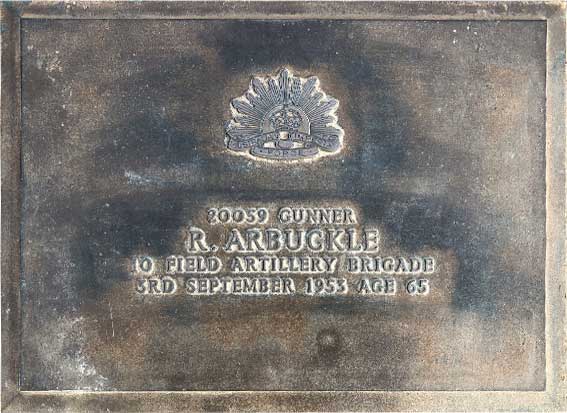 20059 GUNNER
R. ARBUCKLE
10 FIELD ARTILLERY BRIGADE
3RD SEPTEMBER 1953 AGE 65